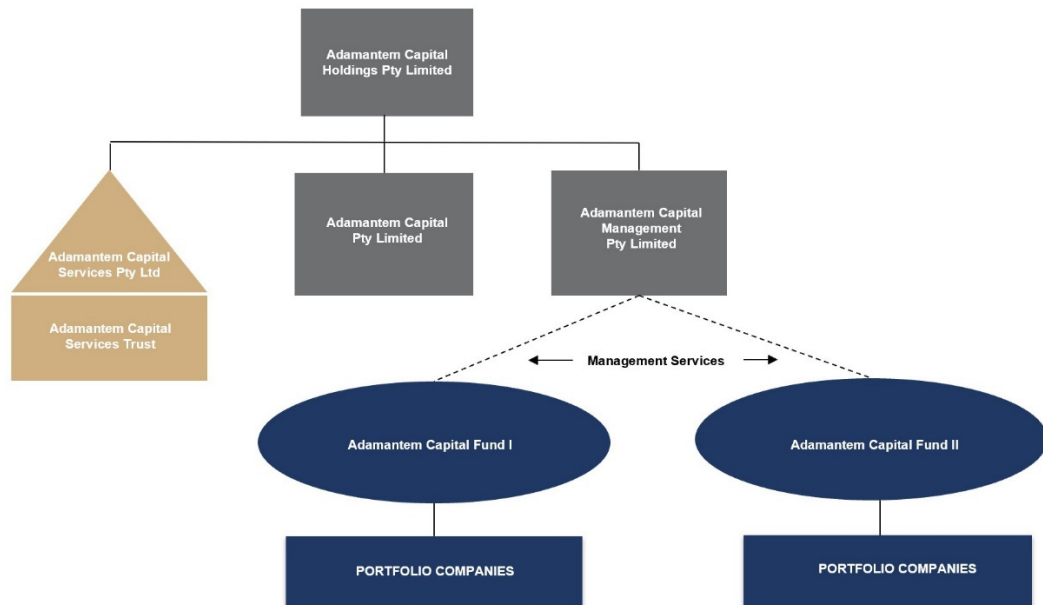 Adamantem Capital
Holdings Pty Limited
Adamantem Capital
Services Pty Ltd
Adamantem Capital
Services Trust
Adamantem Capital
Pty Limited
Adamantem Capital
Management
Pty Limited
Management Services
Adamantem Capital Fund I
Adamantem Capital Fund II
PORTFOLIO COMPANIES
PORTFOLIO COMPANIES